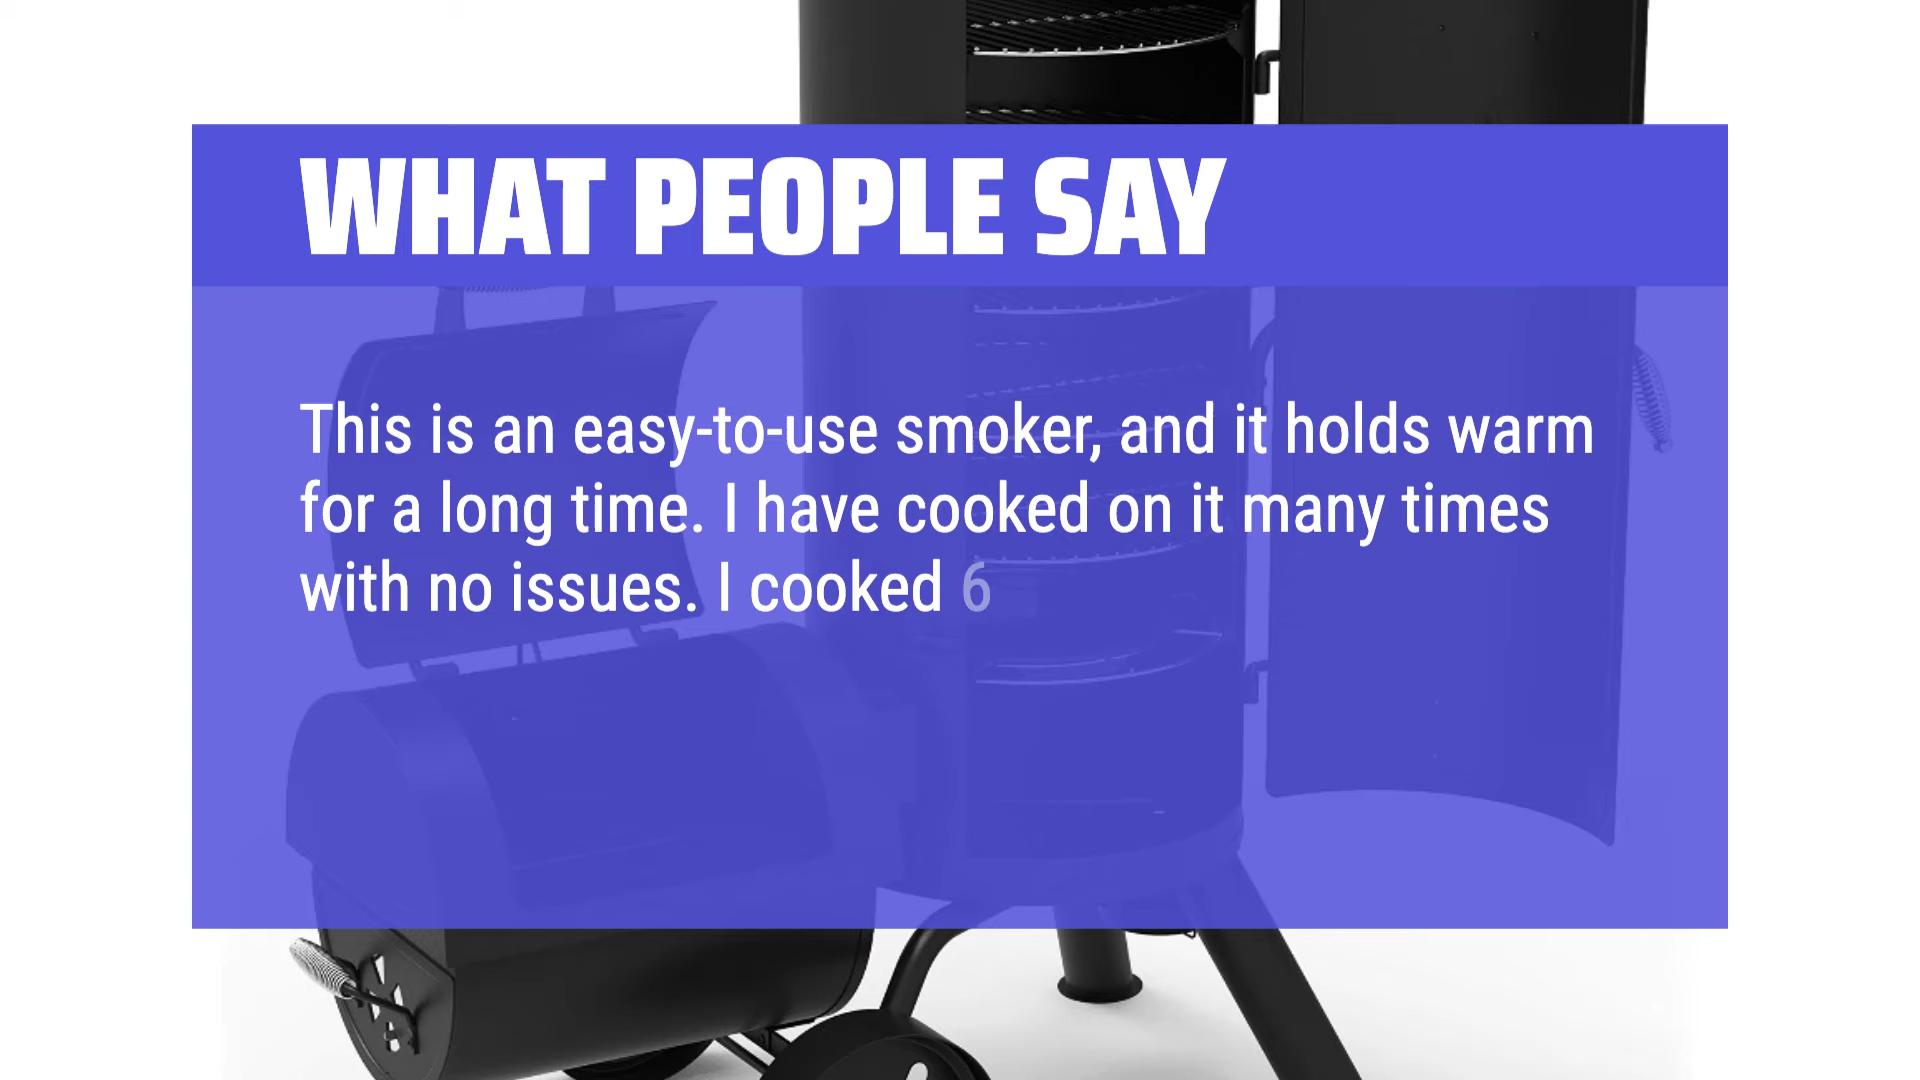 WHAT PEOPLE SAY
This is an easy-to-use smoker, and it holds warm
for a long time. I have cooked on it many times
with no issues. I cooked 6